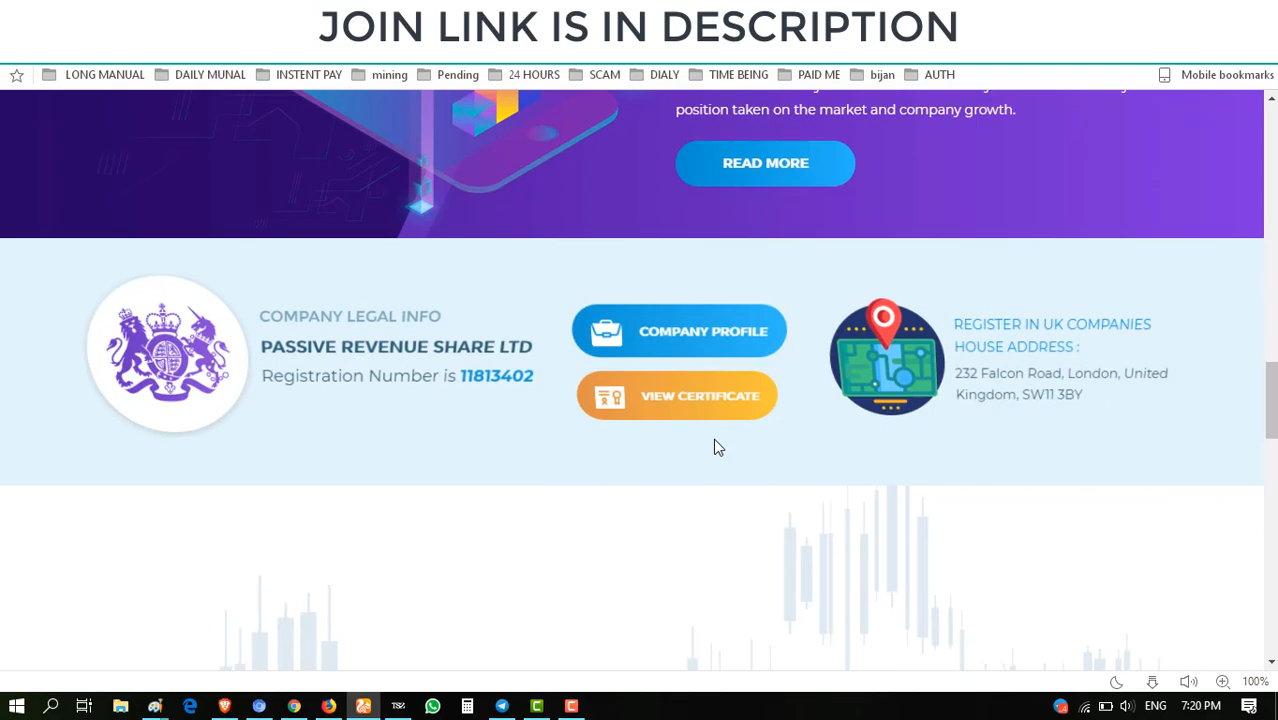 JOIN LINK IS IN DESCRIPTION
LONG MANUAL DAILY MUNAL INSTENT PAY mining Pending 24 HOURS SCAM DIALY TIME BEING PAID ME bijan AUTH Mobile bookmarks
position taken on the market and company growth.
READ MORE
COMPANY LEGAL INFO
PASSIVE REVENUE SHARE LTD
Registration Number is 11813402
COMPANY PROFILE
VIEW CERTIFICATE
REGISTER IN UK COMPANIES
HOUSE ADDRESS :
232 Falcon Road, London, United
Kingdom, SW11 3BY
100%
ENG 7:20 PM